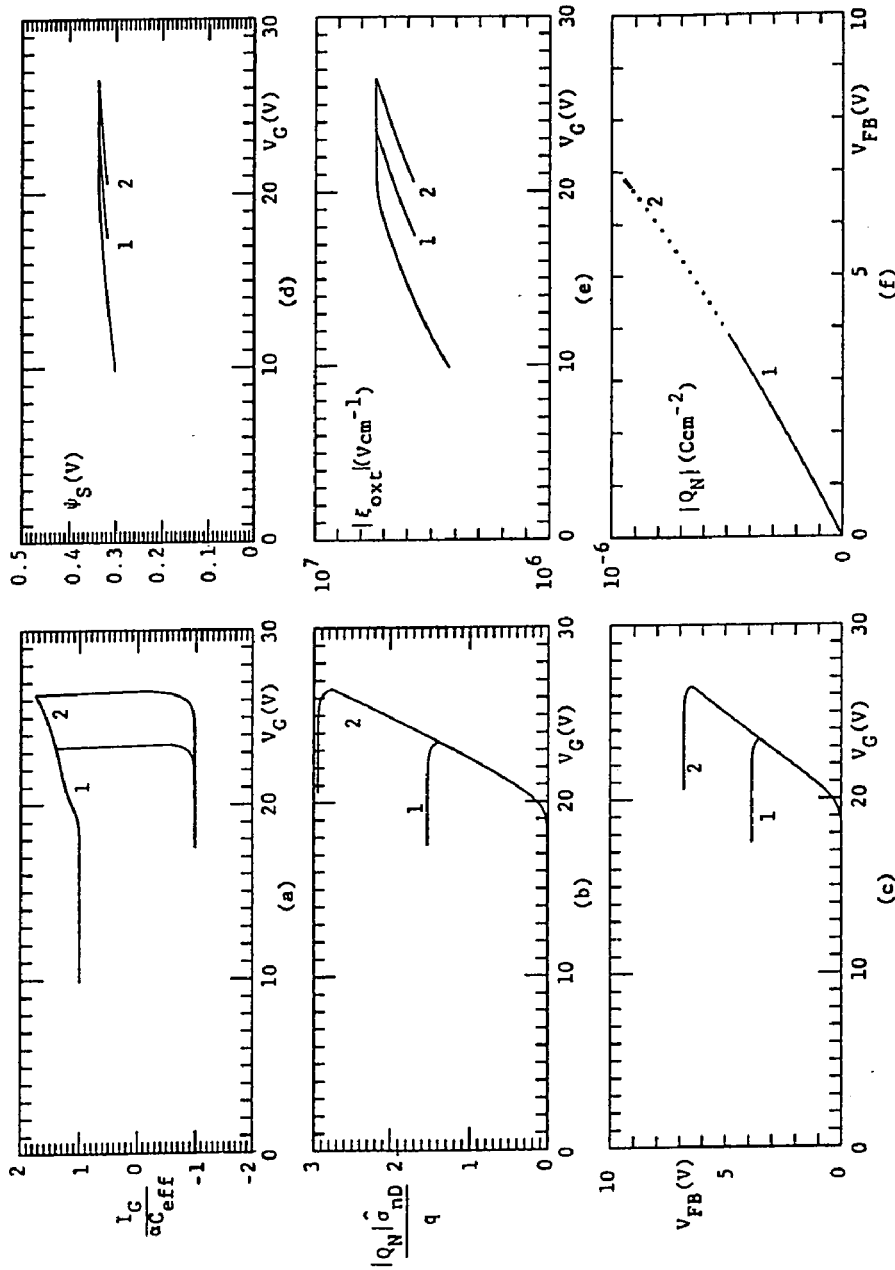 2
1
0
-1
-2
I_G
αC_eff
1
2
0 10 20 V_G(V) 30
(a)
0.5
0.4
0.3
0.2
0.1
0
ψ_S(V)
1
2
0 10 20 V_G(V) 30
(d)
3
2
1
0
|Q_N|σ̂_nD
q
1
2
0 10 20 V_G(V) 30
(b)
10^7
10^6
|ξ_oxt|(Vcm^-1)
1
2
0 10 20 V_G(V) 30
(e)
10
5
0
V_FB(V)
1
2
0 10 20 V_G(V) 30
(c)
10^-6
0
|Q_N|(Ccm^-2)
1
2
0 5 V_FB(V) 10
(f)